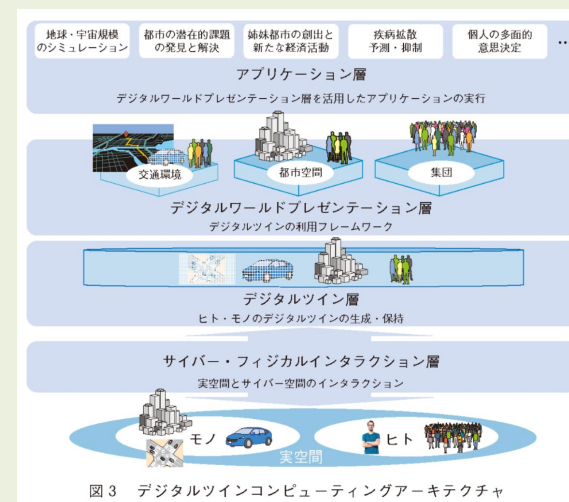 地球・宇宙規模
のシミュレーション
都市の潜在的課題
の発見と解決
姉妹都市の創出と
新たな経済活動
疾病拡散
予測・抑制
個人の多面的
意思決定
…
アプリケーション層
デジタルワールドプレゼンテーション層を活用したアプリケーションの実行
交通環境
都市空間
集団
デジタルワールドプレゼンテーション層
デジタルツインの利用フレームワーク
デジタルツイン層
ヒト・モノのデジタルツインの生成・保持
サイバー・フィジカルインタラクション層
実空間とサイバー空間のインタラクション
モノ
ヒト
実空間
図3 デジタルツインコンピューティングアーキテクチャ